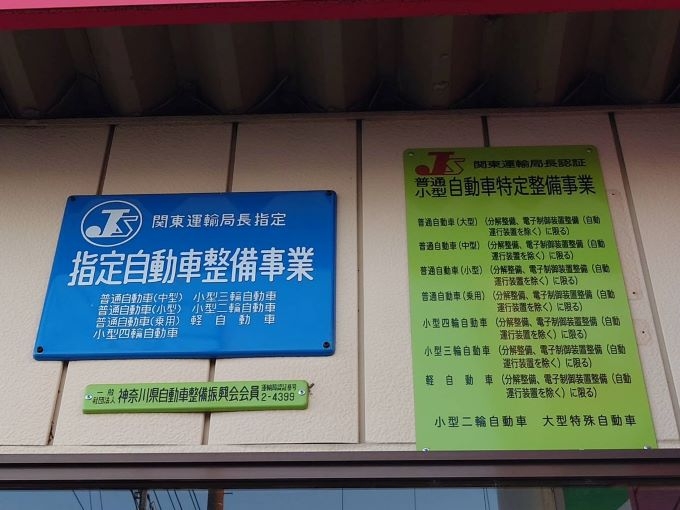 JS
関東運輸局長指定
指定自動車整備事業
普通自動車(中型) 小型三輪自動車
普通自動車(小型) 小型二輪自動車
普通自動車(乗用) 軽自動車
小型四輪自動車
一般社団法人 神奈川県自動車整備振興会会員 運輸局認証番号 2-4399
JS 関東運輸局長認証
普通小型 自動車特定整備事業
普通自動車(大型) (分解整備、電子制御装置整備(自動
運行装置を除く)に限る)
普通自動車(中型) (分解整備、電子制御装置整備(自動
運行装置を除く)に限る)
普通自動車(小型) (分解整備、電子制御装置整備(自動
運行装置を除く)に限る)
普通自動車(乗用) (分解整備、電子制御装置整備(自動
運行装置を除く)に限る)
小型四輪自動車 (分解整備、電子制御装置整備(自動
運行装置を除く)に限る)
小型三輪自動車 (分解整備、電子制御装置整備(自動
運行装置を除く)に限る)
軽自動車 (分解整備、電子制御装置整備(自動
運行装置を除く)に限る)
小型二輪自動車 大型特殊自動車